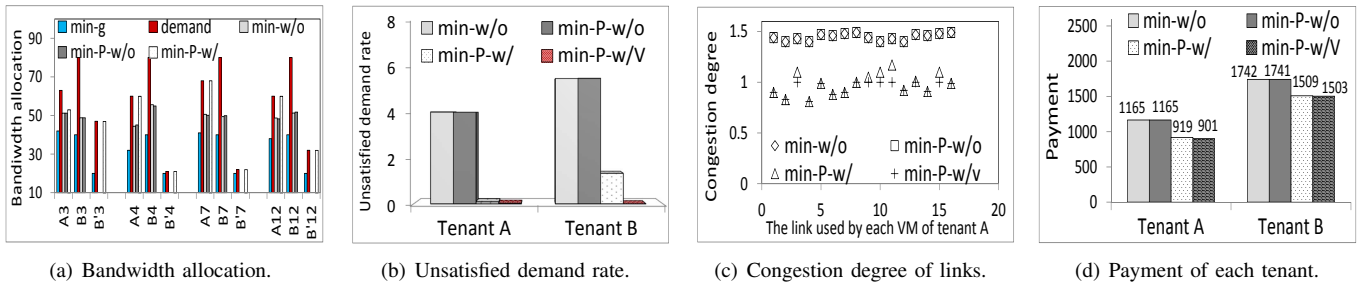 Bandiwdth allocation
90
70
50
30
10
min-g
demand
min-w/o
min-P-w/o
min-P-w/
A3
B3
B'3
A4
B4
B'4
A7
B7
B'7
A12
B12
B'12
(a) Bandwidth allocation.
Unsatisfied demand rate
8
6
4
2
0
min-w/o
min-P-w/o
min-P-w/
min-P-w/V
Tenant A
Tenant B
(b) Unsatisfied demand rate.
Congestion degree
1.5
1
0.5
0
min-w/o
min-P-w/o
min-P-w/
min-P-w/v
0
5
10
15
20
The link used by each VM of tenant A
(c) Congestion degree of links.
Payment
2500
2000
1500
1000
500
0
min-w/o
min-P-w/o
min-P-w/
min-P-w/V
1165
1165
919
901
1742
1741
1509
1503
Tenant A
Tenant B
(d) Payment of each tenant.